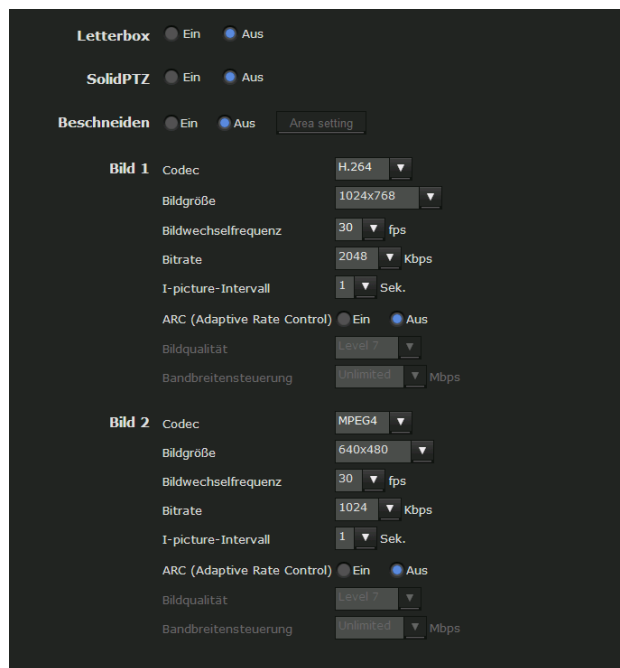 Letterbox Ein Aus
SolidPTZ Ein Aus
Beschneiden Ein Aus Area setting
Bild 1 Codec H.264
Bildgröße 1024x768
Bildwechselfrequenz 30 fps
Bitrate 2048 Kbps
I-picture-Intervall 1 Sek.
ARC (Adaptive Rate Control) Ein Aus
Bildqualität Level 7
Bandbreitensteuerung Unlimited Mbps
Bild 2 Codec MPEG4
Bildgröße 640x480
Bildwechselfrequenz 30 fps
Bitrate 1024 Kbps
I-picture-Intervall 1 Sek.
ARC (Adaptive Rate Control) Ein Aus
Bildqualität Level 7
Bandbreitensteuerung Unlimited Mbps